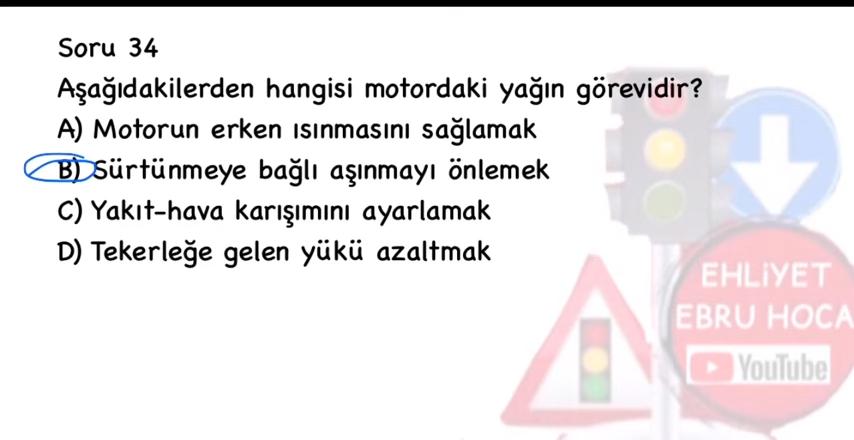 Soru 34
Aşağıdakilerden hangisi motordaki yağın görevidir?
A) Motorun erken ısınmasını sağlamak
B) Sürtünmeye bağlı aşınmayı önlemek
C) Yakıt-hava karışımını ayarlamak
D) Tekerleğe gelen yükü azaltmak
EHLİYET
EBRU HOCA
YouTube